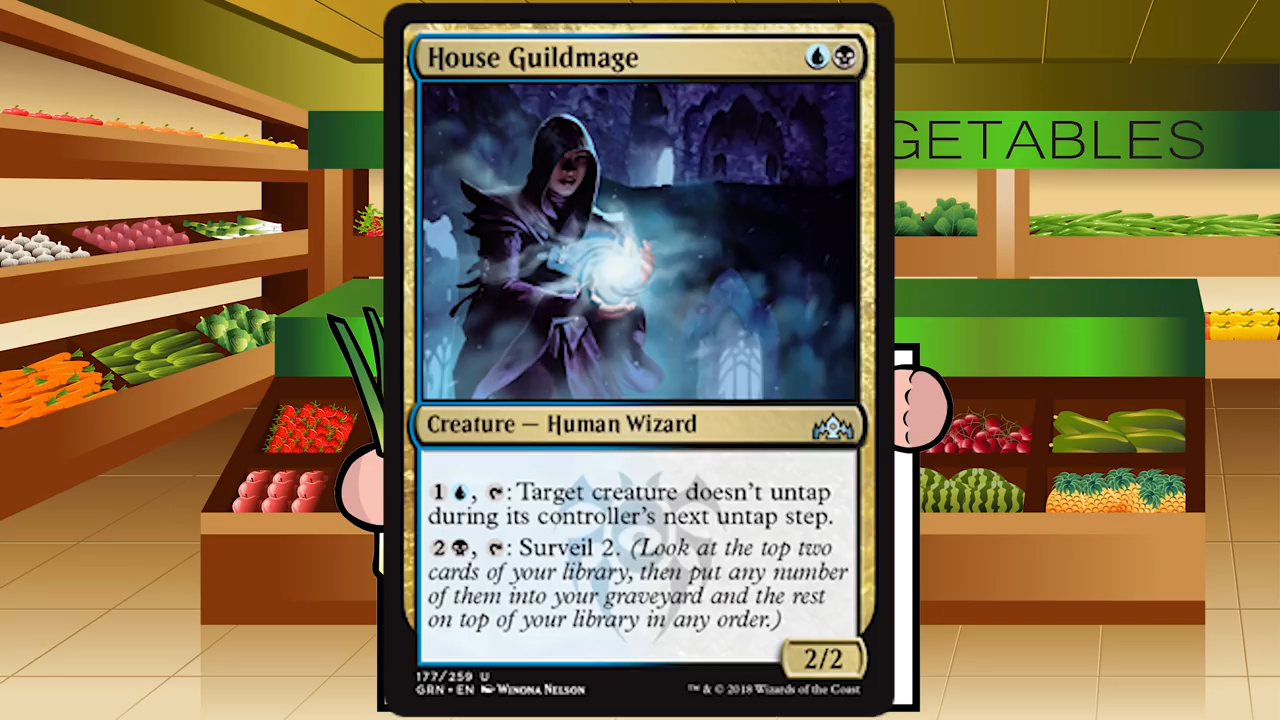 House Guildmage
GETABLES
Creature — Human Wizard
1 , : Target creature doesn't untap
during its controller's next untap step.
2 , : Surveil 2. (Look at the top two
cards of your library, then put any number
of them into your graveyard and the rest
on top of your library in any order.)
2/2
177/259 U
GRN • EN Winona Nelson
™ & © 2018 Wizards of the Coast